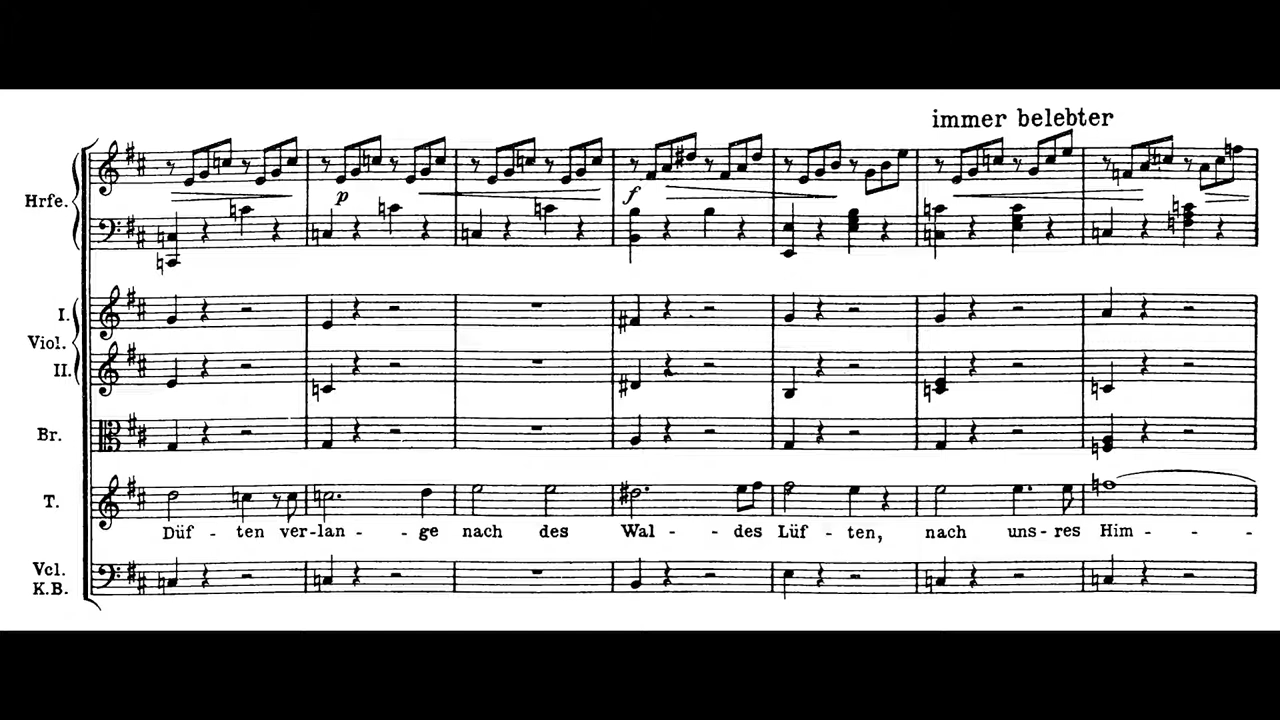 immer belebter
Hrfe.
p
f
I.
Viol.
II.
Br.
T.
Düf - ten ver-lan - - ge nach des Wal - - des Lüf - ten, nach uns-res Him - - -
Vcl.
K.B.